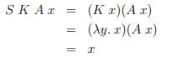 S K A x = (K x)(A x)
= (λy. x)(A x)
= x